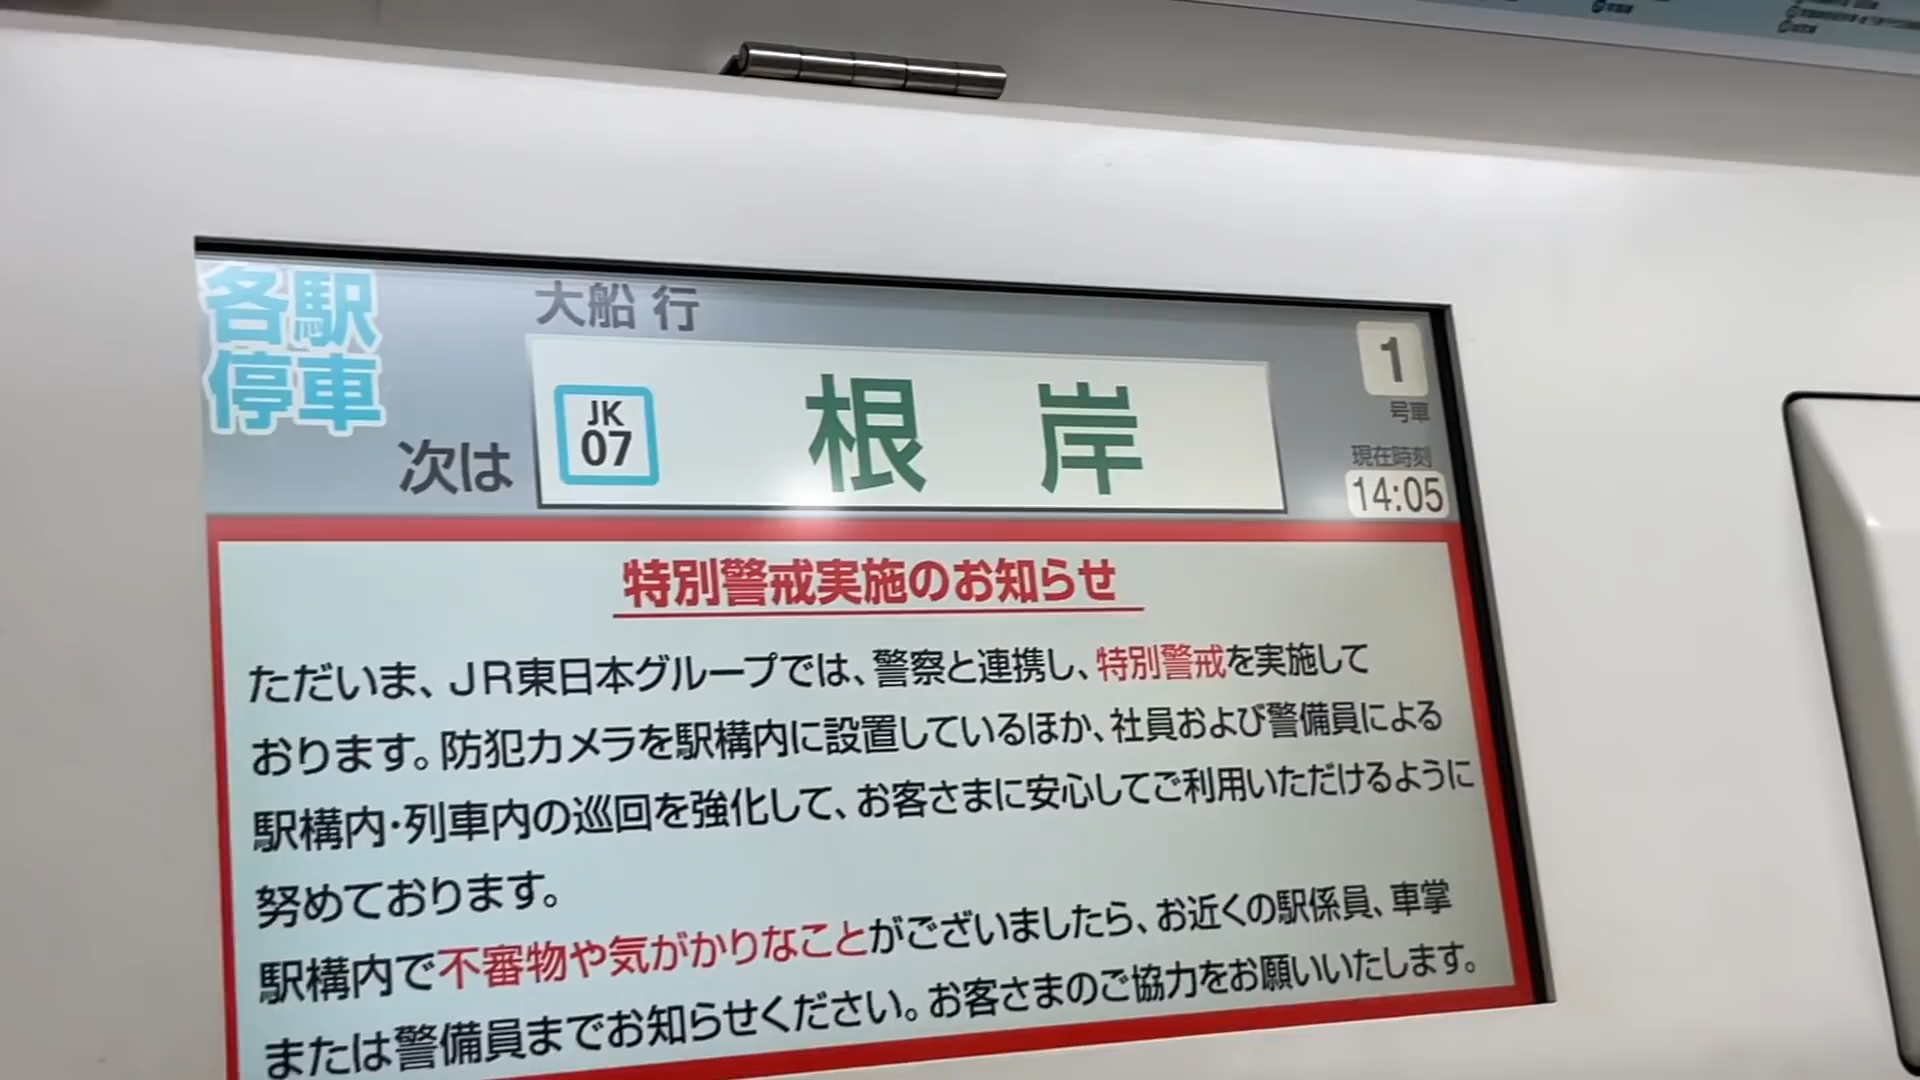 各駅
停車
大船 行
次は
JK
07
根岸
1
号車
現在時刻
14:05
特別警戒実施のお知らせ
ただいま、JR東日本グループでは、警察と連携し、特別警戒を実施して
おります。防犯カメラを駅構内に設置しているほか、社員および警備員による
駅構内・列車内の巡回を強化して、お客さまに安心してご利用いただけるように
努めております。
駅構内で不審物や気がかりなことがございましたら、お近くの駅係員、車掌
または警備員までお知らせください。お客さまのご協力をお願いいたします。